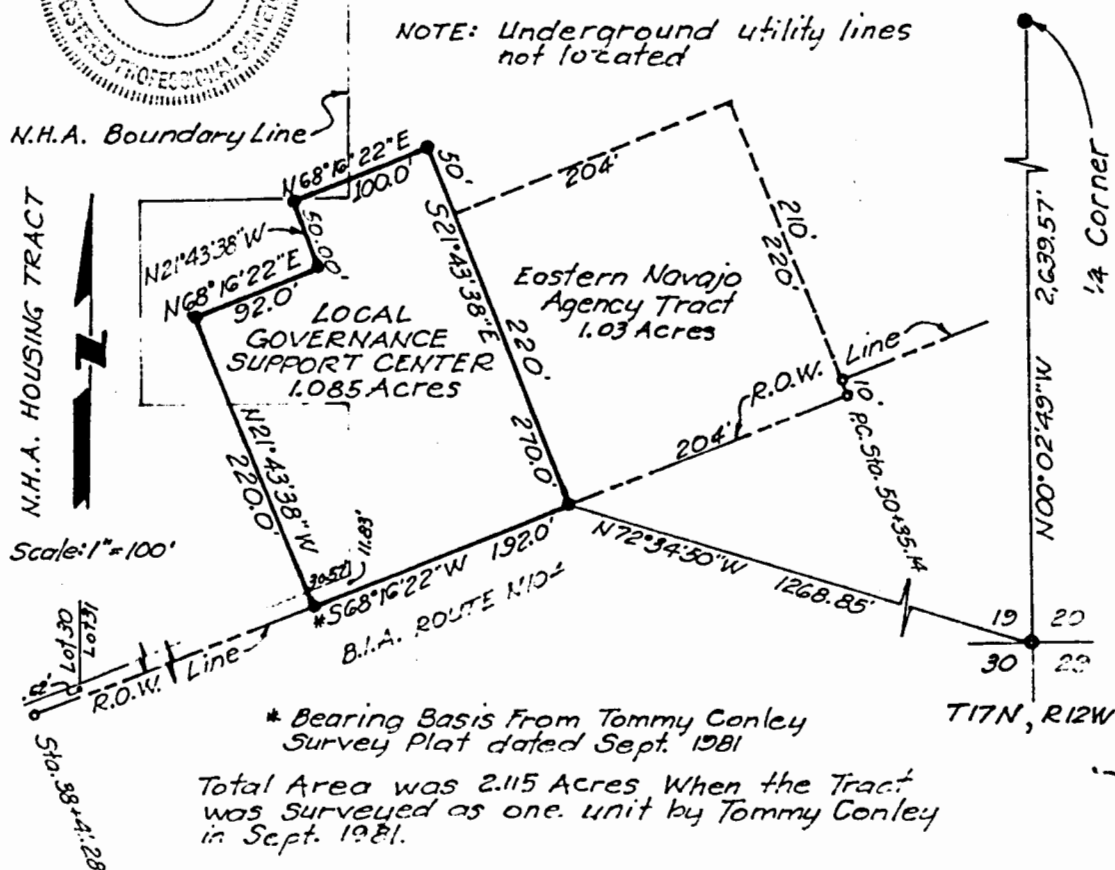 REGISTERED PROFESSIONAL SURVEYOR
NOTE: Underground utility lines
not located
N.H.A. Boundary Line
N68°16'22"E
100.0'
50'
204'
N21°43'38"W
50.00'
S21°43'38"E
220'
270.0'
210'
220'
1/4 Corner
2,639.57'
N00°02'49"W
N.H.A. HOUSING TRACT
N68°16'22"E
92.0'
LOCAL
GOVERNANCE
SUPPORT CENTER
1.085 Acres
Eastern Navajo
Agency Tract
1.03 Acres
R.O.W. Line
10'
204'
P.C. Sta. 50+35.14
N21°43'38"W
220.0'
Scale: 1"=100'
11.83'
*S68°16'22"W 192.0'
N72°34'50"W 1268.85'
B.I.A. ROUTE N10
R.O.W. Line
19 20
30 29
T17N, R12W
* Bearing Basis From Tommy Conley
Survey Plat dated Sept. 1981
Total Area was 2.115 Acres When the Tract
was Surveyed as one unit by Tommy Conley
in Sept. 1981.